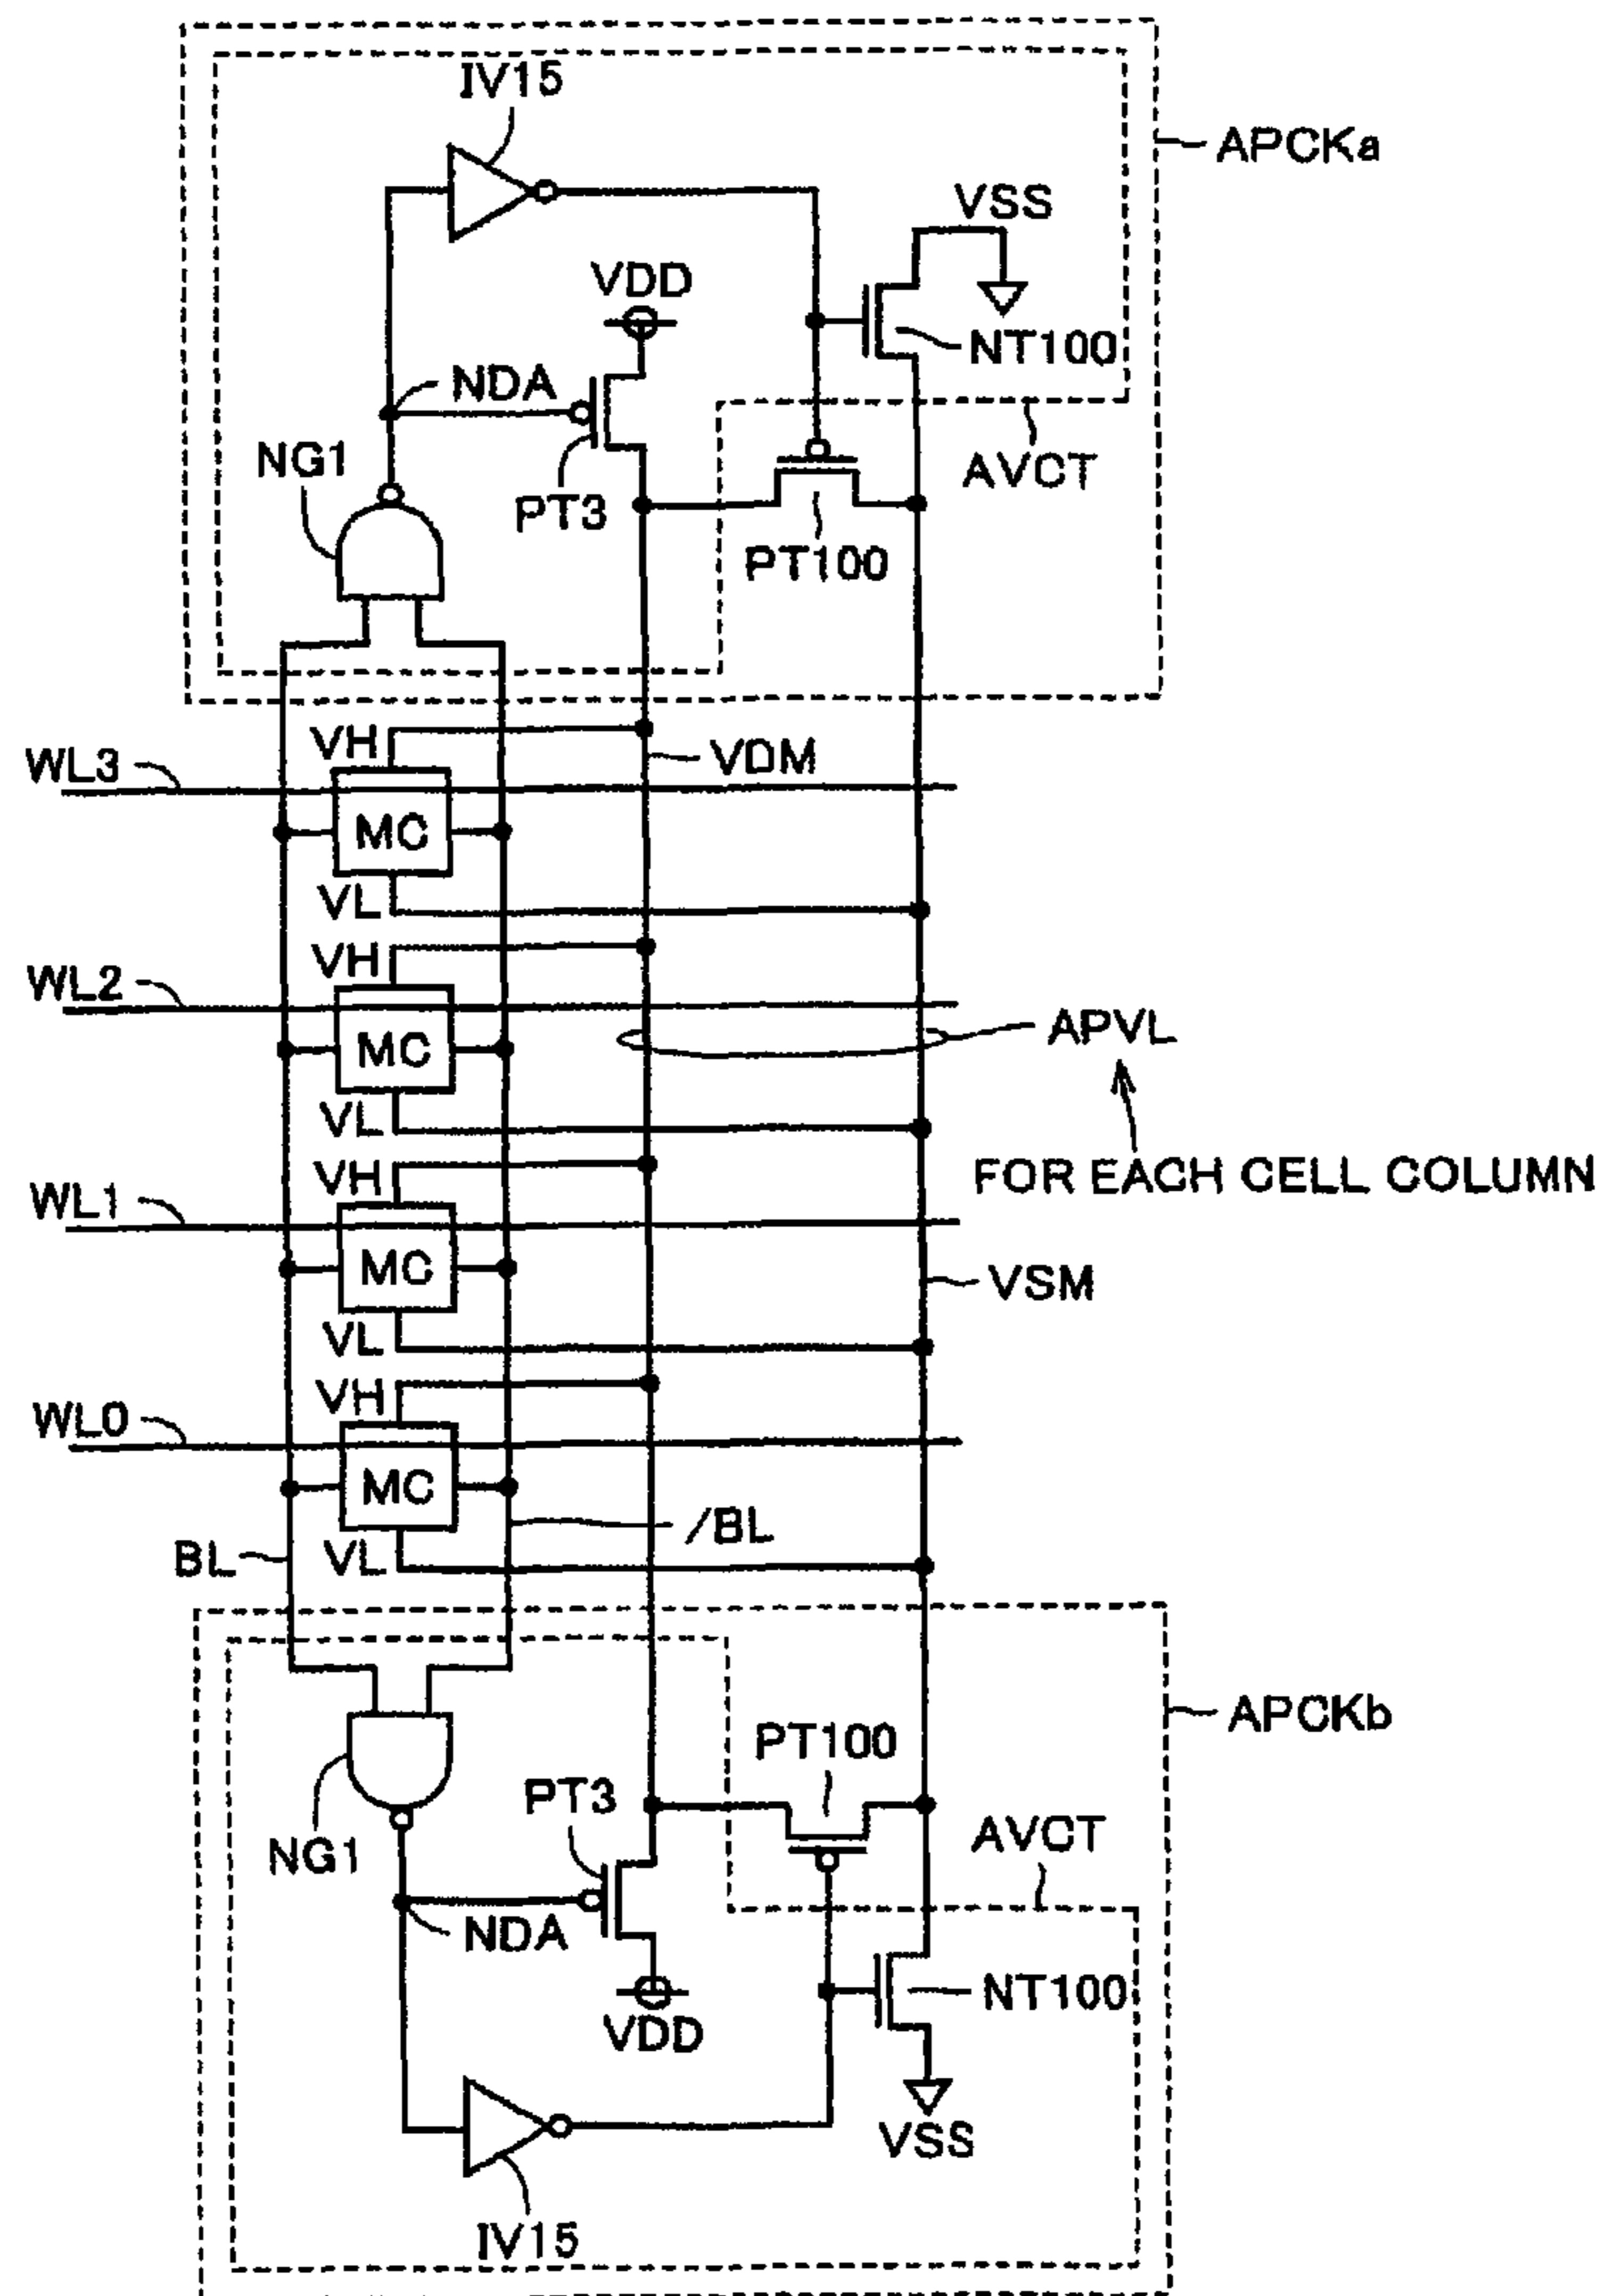 IV15
APCKa
VSS
VDD
NT100
NDA
NG1
AVCT
PT3
PT100
VH
VDM
WL3
MC
VL
VH
WL2
APVL
MC
VL
FOR EACH CELL COLUMN
VH
WL1
MC
VSM
VL
VH
WL0
MC
/BL
BL
VL
APCKb
PT100
PT3
AVCT
NG1
NDA
NT100
VDD
VSS
IV15